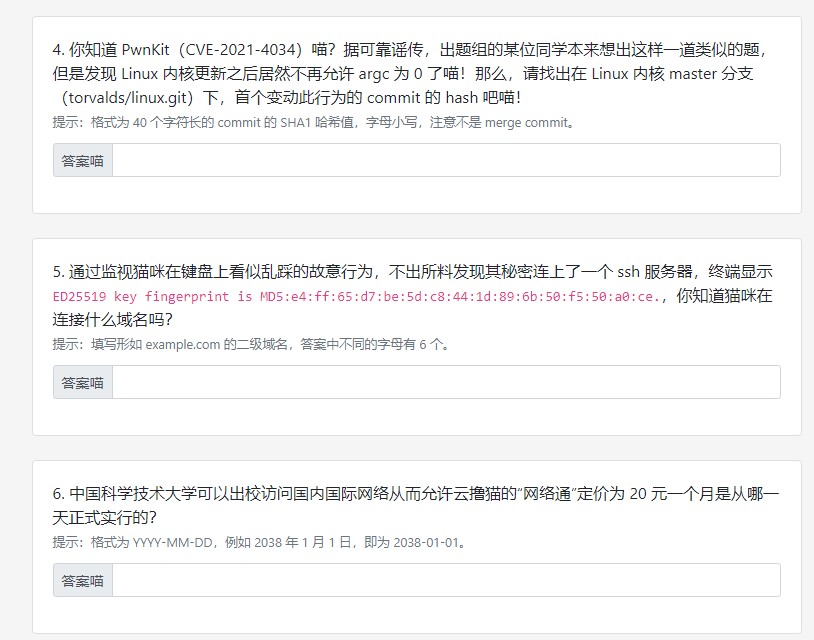 4. 你知道 PwnKit（CVE-2021-4034）喵？据可靠谣传，出题组的某位同学本来想出这样一道类似的题，
但是发现 Linux 内核更新之后居然不再允许 argc 为 0 了喵！那么，请找出在 Linux 内核 master 分支
（torvalds/linux.git）下，首个变动此行为的 commit 的 hash 吧喵！
提示：格式为 40 个字符长的 commit 的 SHA1 哈希值，字母小写，注意不是 merge commit。
答案喵
5. 通过监视猫咪在键盘上看似乱踩的故意行为，不出所料发现其秘密连上了一个 ssh 服务器，终端显示
ED25519 key fingerprint is MD5:e4:ff:65:d7:be:5d:c8:44:1d:89:6b:50:f5:50:a0:ce.，你知道猫咪在
连接什么域名吗？
提示：填写形如 example.com 的二级域名，答案中不同的字母有 6 个。
答案喵
6. 中国科学技术大学可以出校访问国内国际网络从而允许云撸猫的“网络通”定价为 20 元一个月是从哪一
天正式实行的？
提示：格式为 YYYY-MM-DD，例如 2038 年 1 月 1 日，即为 2038-01-01。
答案喵